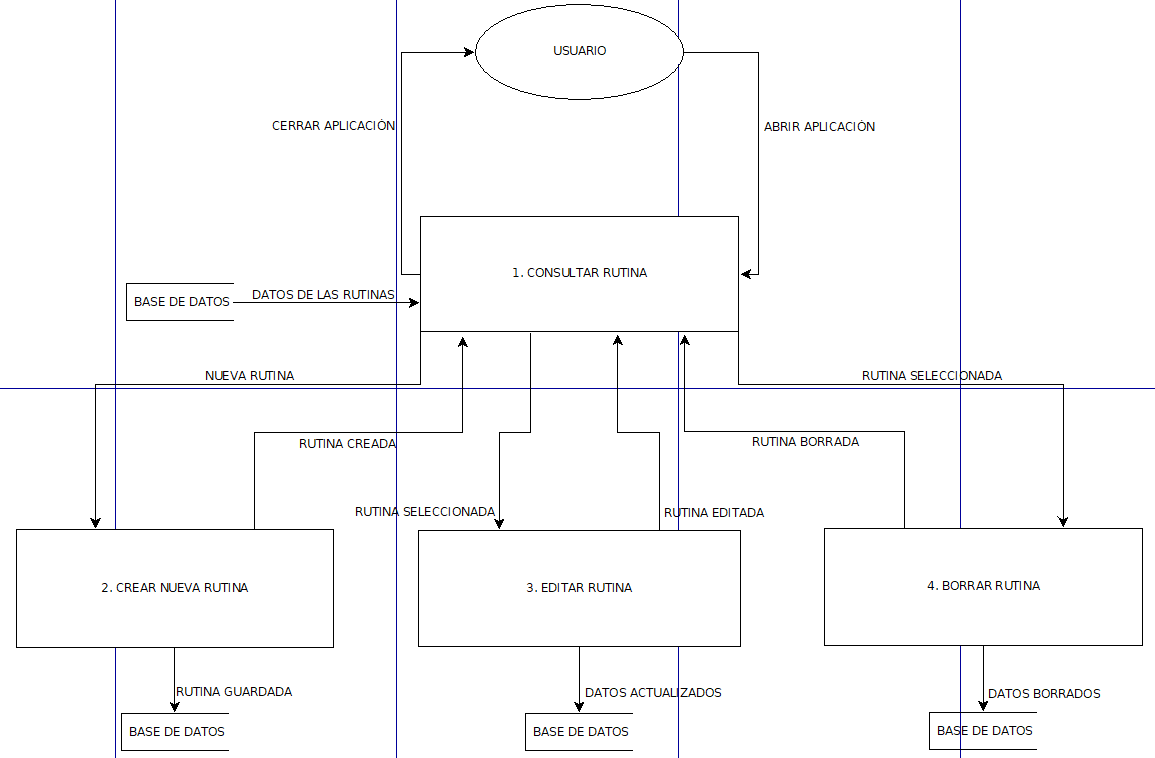 USUARIO
CERRAR APLICACIÓN
ABRIR APLICACIÓN
1. CONSULTAR RUTINA
BASE DE DATOS
DATOS DE LAS RUTINAS
NUEVA RUTINA
RUTINA SELECCIONADA
RUTINA CREADA
RUTINA BORRADA
RUTINA SELECCIONADA
RUTINA EDITADA
2. CREAR NUEVA RUTINA
3. EDITAR RUTINA
4. BORRAR RUTINA
RUTINA GUARDADA
DATOS ACTUALIZADOS
DATOS BORRADOS
BASE DE DATOS
BASE DE DATOS
BASE DE DATOS